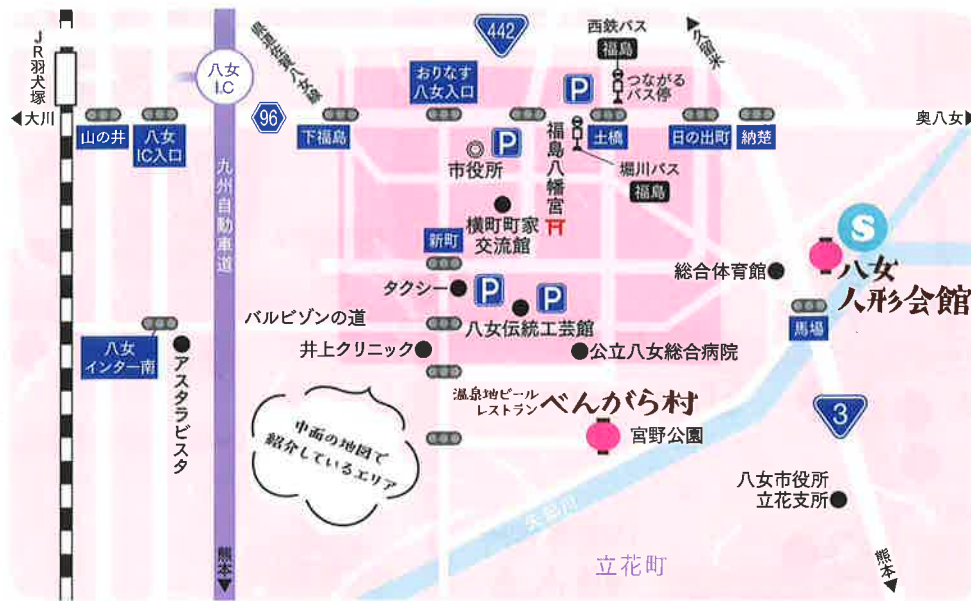 JR羽犬塚
442
西鉄バス
福島
久留米
県道佐賀八女線
八女
I.C
おりなす
八女入口
P
つながる
バス停
大川
96
奥八女
山の井
八女
IC入口
下福島
土橋
日の出町
納楚
P
市役所
福島八幡宮
堀川バス
福島
九州自動車道
横町町家
交流館
新町
S
総合体育館
八女
人形会館
タクシー
P
P
八女伝統工芸館
馬場
バルビゾンの道
八女
インター南
アスタラビスタ
井上クリニック
公立八女総合病院
温泉地ビール
レストラン
べんがら村
宮野公園
3
中面の地図で
紹介しているエリア
八女市役所
立花支所
矢部川
立花町
熊本
熊本